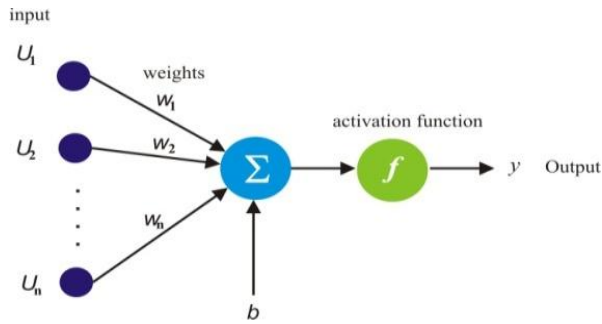 input
U1
weights
w1
activation function
U2
w2
Σ
f
y Output
wn
Un
b